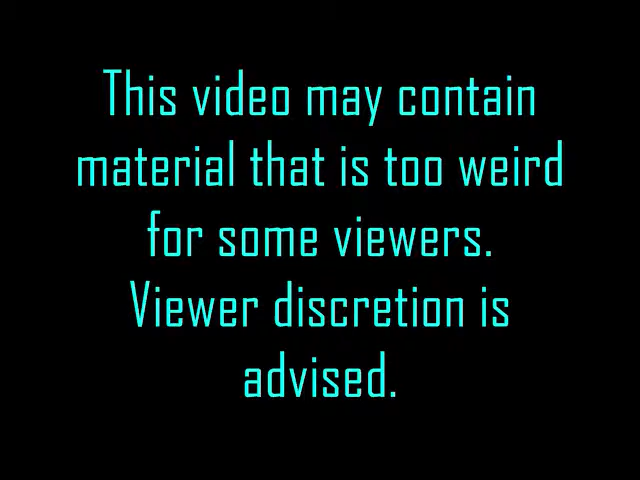 This video may contain
material that is too weird
for some viewers.
Viewer discretion is
advised.